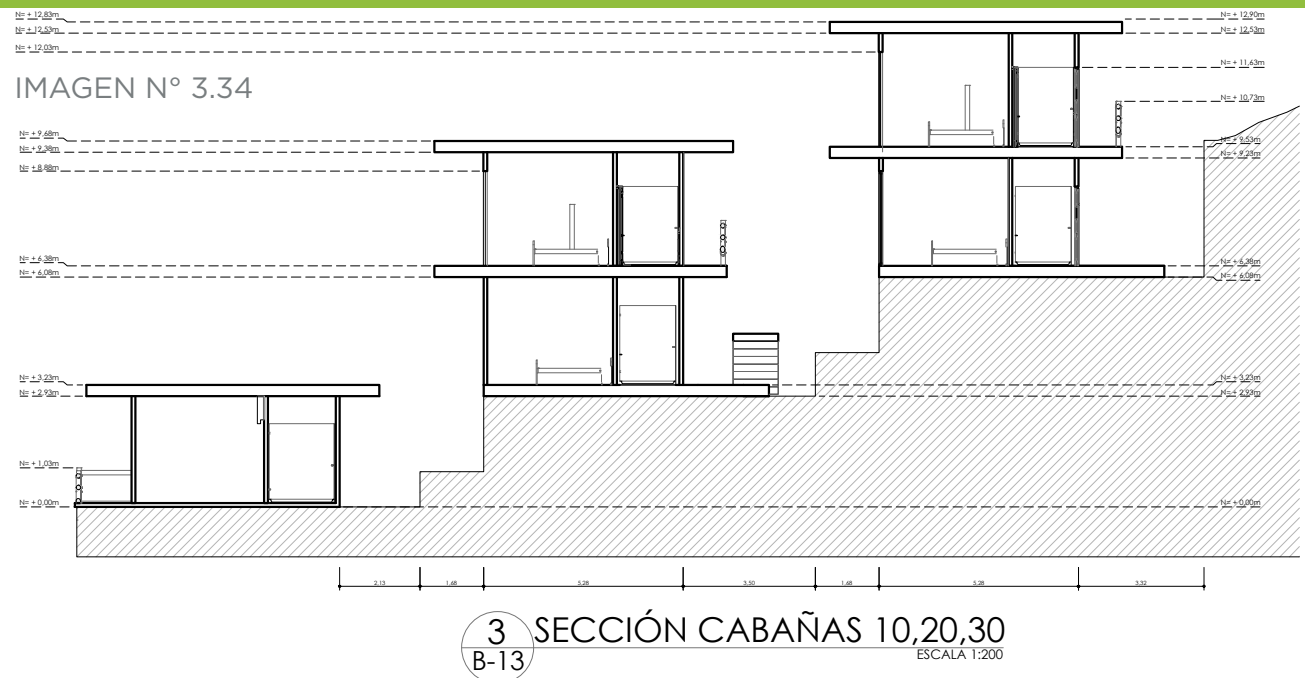 N= + 12,83m
N= + 12,53m
N= + 12,03m
IMAGEN N° 3.34
N= + 9,68m
N= + 9,38m
N= + 8,88m
N= + 6,38m
N= + 6,08m
N= + 3,23m
N= + 2,93m
N= + 1,03m
N= + 0,00m
N= + 12,90m
N= + 12,53m
N= + 11,63m
N= + 10,73m
N= + 9,53m
N= + 9,23m
N= + 6,38m
N= + 6,08m
N= + 3,23m
N= + 2,93m
N= + 0,00m
2,13 1,68 5,28 3,50 1,68 5,28 3,32
3 SECCIÓN CABAÑAS 10,20,30
B-13 ESCALA 1:200